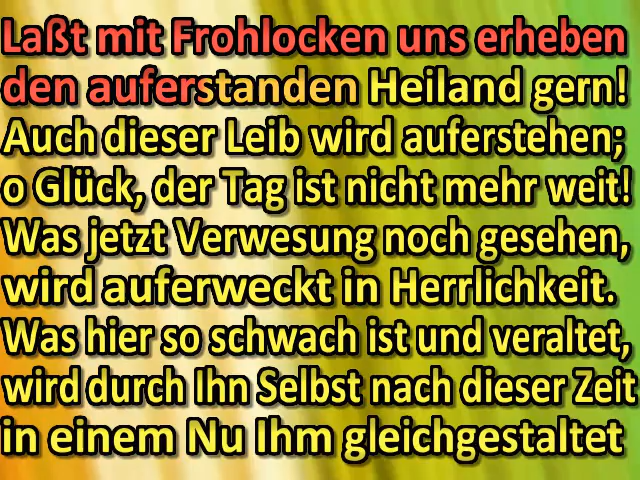 Laßt mit Frohlocken uns erheben
den auferstanden Heiland gern!
Auch dieser Leib wird auferstehen;
o Glück, der Tag ist nicht mehr weit!
Was jetzt Verwesung noch gesehen,
wird auferweckt in Herrlichkeit.
Was hier so schwach ist und veraltet,
wird durch Ihn Selbst nach dieser Zeit
in einem Nu Ihm gleichgestaltet